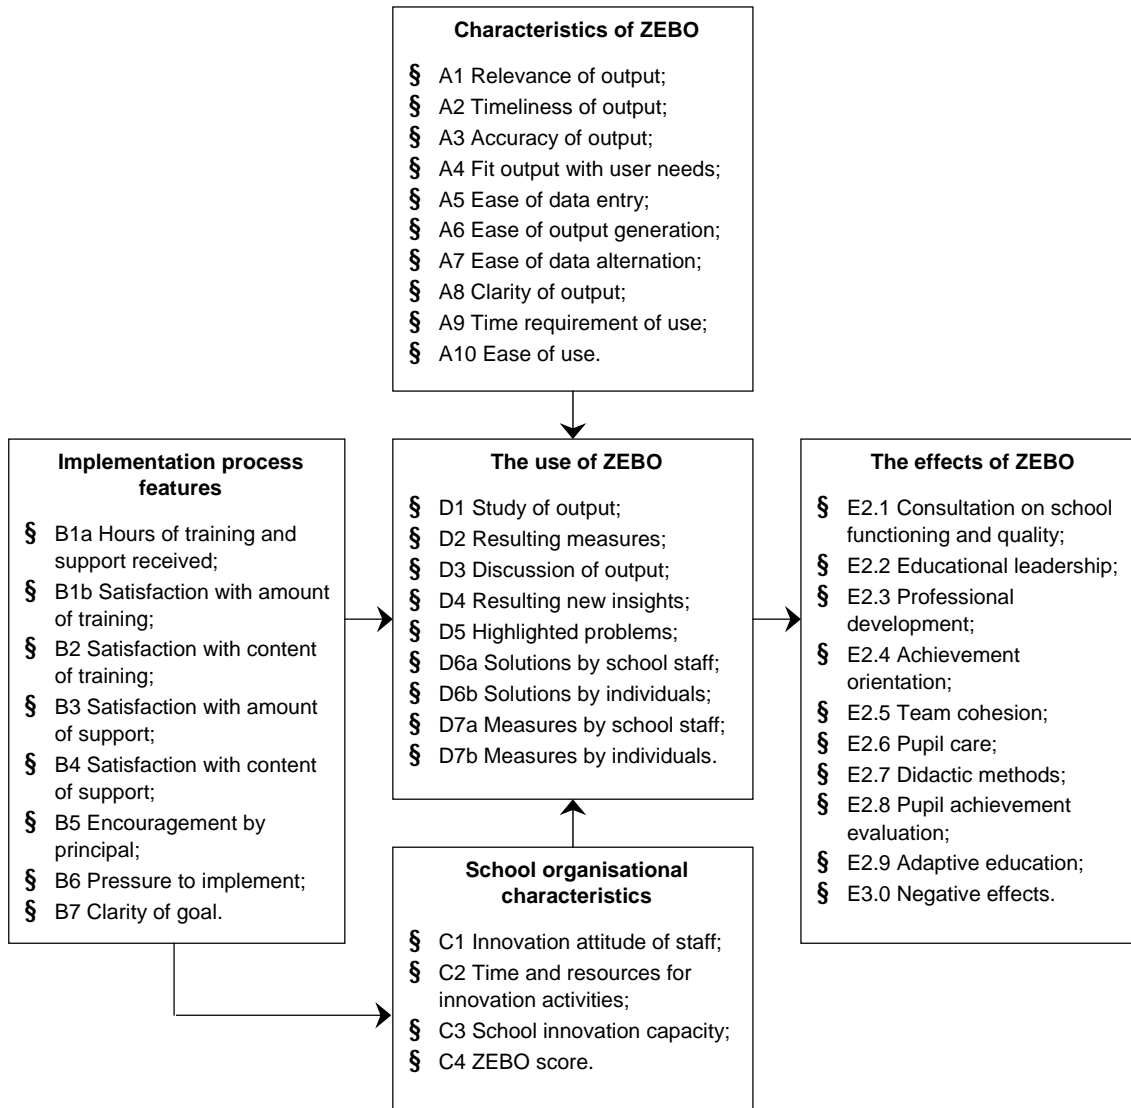 Characteristics of ZEBO
§ A1 Relevance of output;
§ A2 Timeliness of output;
§ A3 Accuracy of output;
§ A4 Fit output with user needs;
§ A5 Ease of data entry;
§ A6 Ease of output generation;
§ A7 Ease of data alternation;
§ A8 Clarity of output;
§ A9 Time requirement of use;
§ A10 Ease of use.
Implementation process
features
§ B1a Hours of training and
support received;
§ B1b Satisfaction with amount
of training;
§ B2 Satisfaction with content
of training;
§ B3 Satisfaction with amount
of support;
§ B4 Satisfaction with content
of support;
§ B5 Encouragement by
principal;
§ B6 Pressure to implement;
§ B7 Clarity of goal.
The use of ZEBO
§ D1 Study of output;
§ D2 Resulting measures;
§ D3 Discussion of output;
§ D4 Resulting new insights;
§ D5 Highlighted problems;
§ D6a Solutions by school staff;
§ D6b Solutions by individuals;
§ D7a Measures by school staff;
§ D7b Measures by individuals.
The effects of ZEBO
§ E2.1 Consultation on school
functioning and quality;
§ E2.2 Educational leadership;
§ E2.3 Professional
development;
§ E2.4 Achievement
orientation;
§ E2.5 Team cohesion;
§ E2.6 Pupil care;
§ E2.7 Didactic methods;
§ E2.8 Pupil achievement
evaluation;
§ E2.9 Adaptive education;
§ E3.0 Negative effects.
School organisational
characteristics
§ C1 Innovation attitude of staff;
§ C2 Time and resources for
innovation activities;
§ C3 School innovation capacity;
§ C4 ZEBO score.